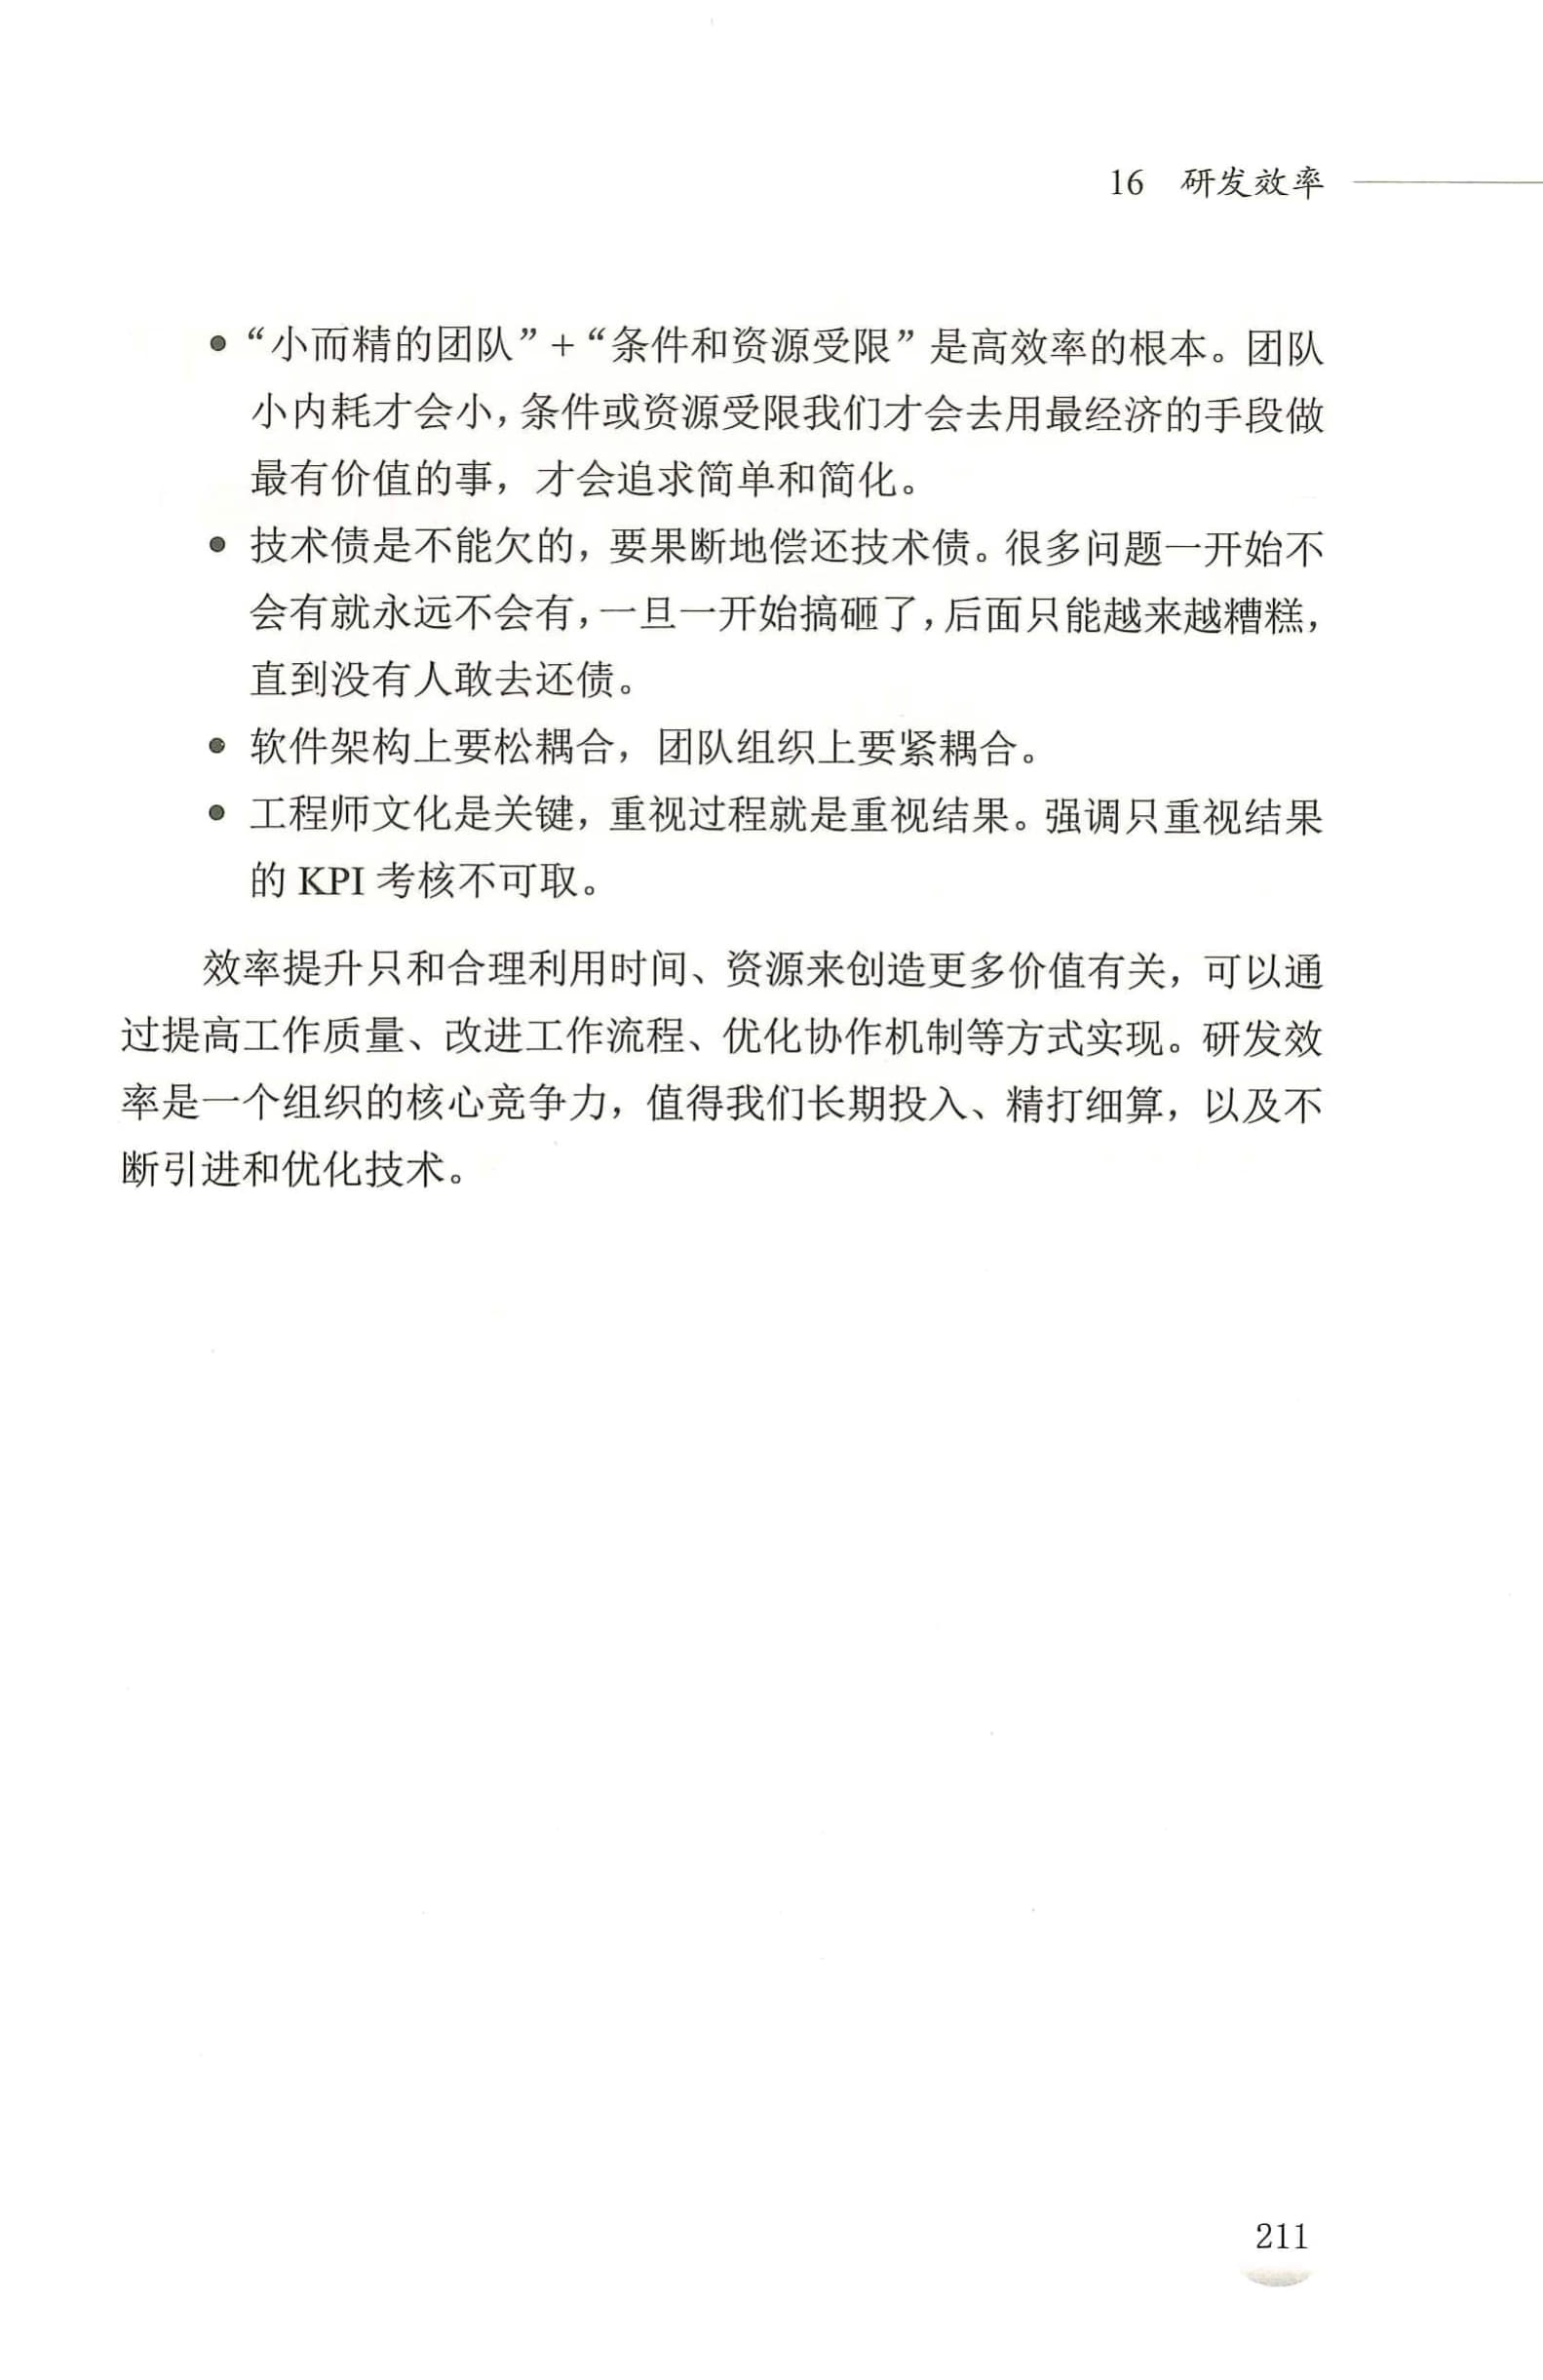 16 研发效率
● “小而精的团队”+“条件和资源受限”是高效率的根本。团队
小内耗才会小，条件或资源受限我们才会去用最经济的手段做
最有价值的事，才会追求简单和简化。
● 技术债是不能欠的，要果断地偿还技术债。很多问题一开始不
会有就永远不会有，一旦一开始搞砸了，后面只能越来越糟糕，
直到没有人敢去还债。
● 软件架构上要松耦合，团队组织上要紧耦合。
● 工程师文化是关键，重视过程就是重视结果。强调只重视结果
的 KPI 考核不可取。
效率提升只和合理利用时间、资源来创造更多价值有关，可以通
过提高工作质量、改进工作流程、优化协作机制等方式实现。研发效
率是一个组织的核心竞争力，值得我们长期投入、精打细算，以及不
断引进和优化技术。
211